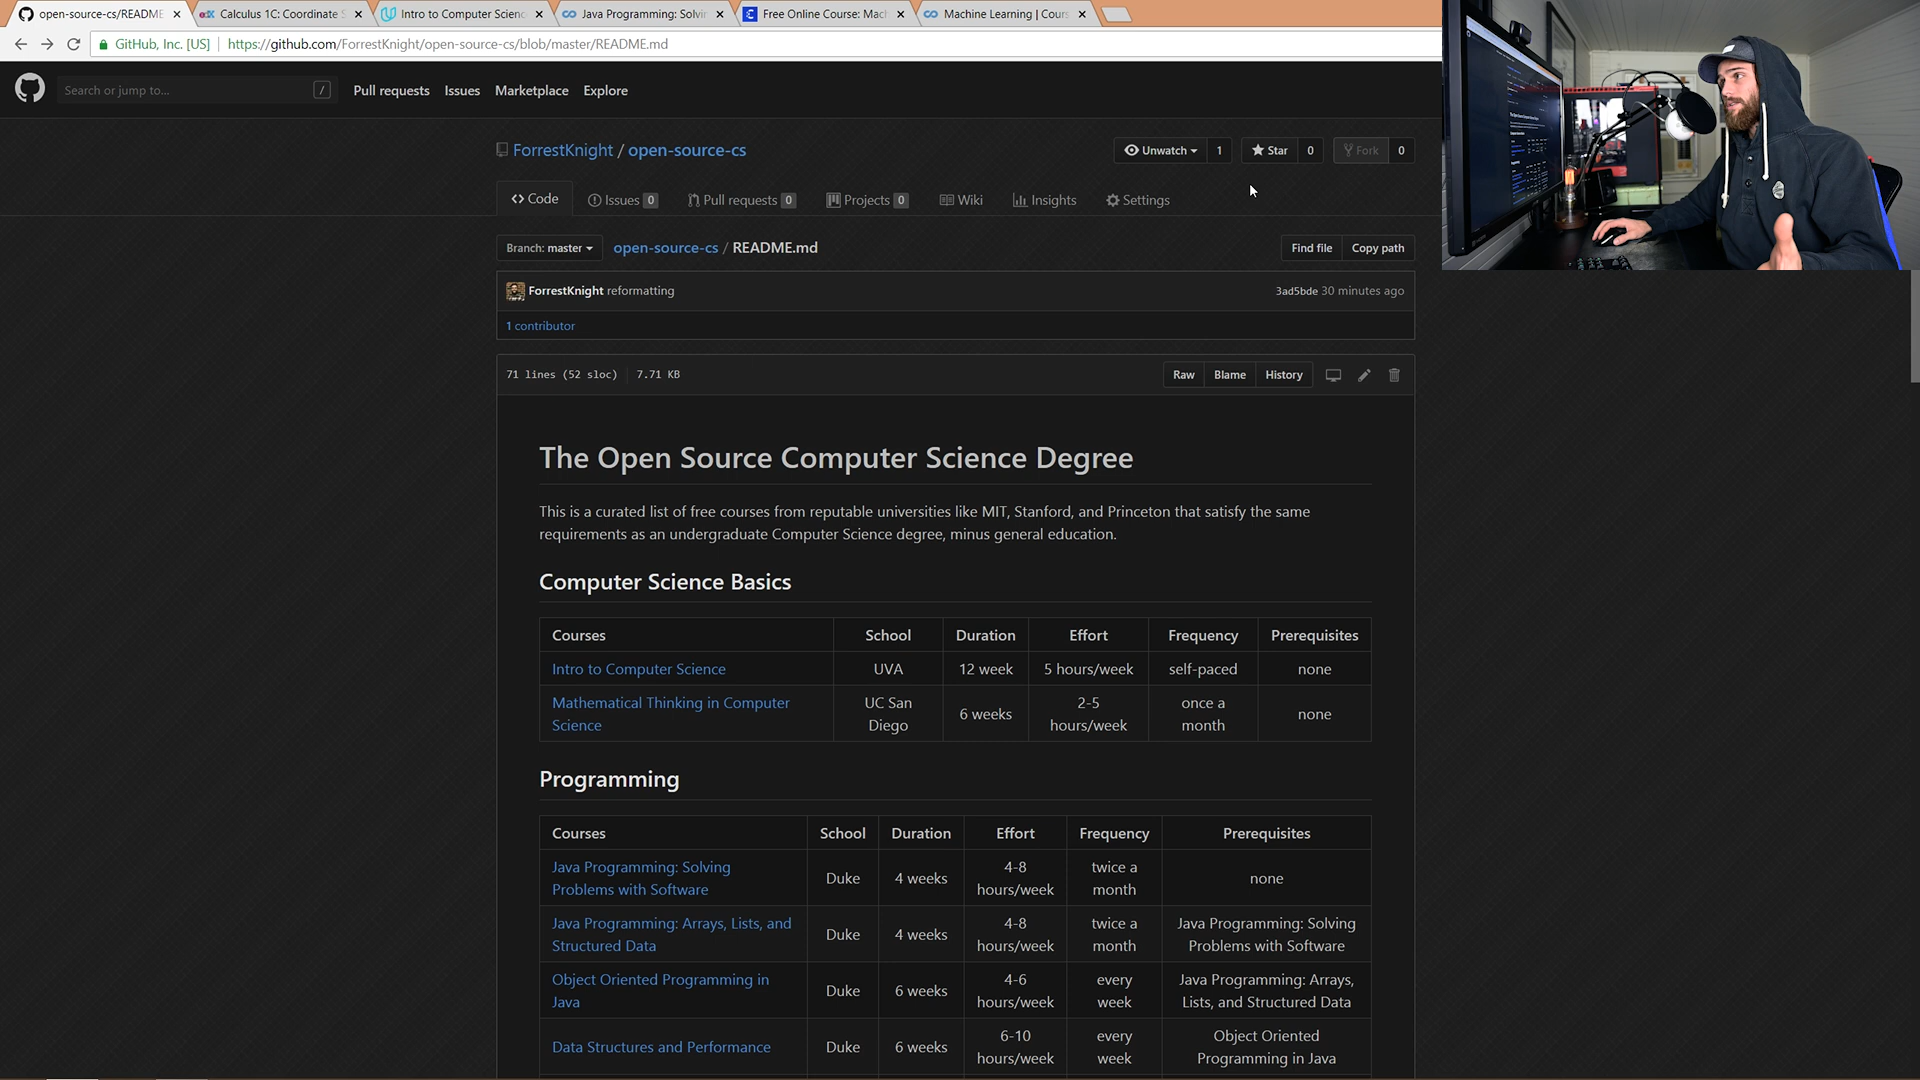 open-source-cs/README
Calculus 1C: Coordinate S
Intro to Computer Scienc
Java Programming: Solvin
Free Online Course: Mac
Machine Learning | Cours
GitHub, Inc. [US] https://github.com/ForrestKnight/open-source-cs/blob/master/README.md
Search or jump to... /
Pull requests Issues Marketplace Explore
ForrestKnight / open-source-cs
Unwatch 1 Star 0 Fork 0
Code Issues 0 Pull requests 0 Projects 0 Wiki Insights Settings
Branch: master open-source-cs / README.md Find file Copy path
ForrestKnight reformatting 3ad5bde 30 minutes ago
1 contributor
71 lines (52 sloc) 7.71 KB Raw Blame History
The Open Source Computer Science Degree
This is a curated list of free courses from reputable universities like MIT, Stanford, and Princeton that satisfy the same
requirements as an undergraduate Computer Science degree, minus general education.
Computer Science Basics
Courses School Duration Effort Frequency Prerequisites
Intro to Computer Science UVA 12 week 5 hours/week self-paced none
Mathematical Thinking in Computer
Science
UC San
Diego
6 weeks
2-5
hours/week
once a
month
none
Programming
Courses School Duration Effort Frequency Prerequisites
Java Programming: Solving
Problems with Software
Duke
4 weeks
4-8
hours/week
twice a
month
none
Java Programming: Arrays, Lists, and
Structured Data
Duke
4 weeks
4-8
hours/week
twice a
month
Java Programming: Solving
Problems with Software
Object Oriented Programming in
Java
Duke
6 weeks
4-6
hours/week
every
week
Java Programming: Arrays,
Lists, and Structured Data
Data Structures and Performance
Duke
6 weeks
6-10
hours/week
every
week
Object Oriented
Programming in Java